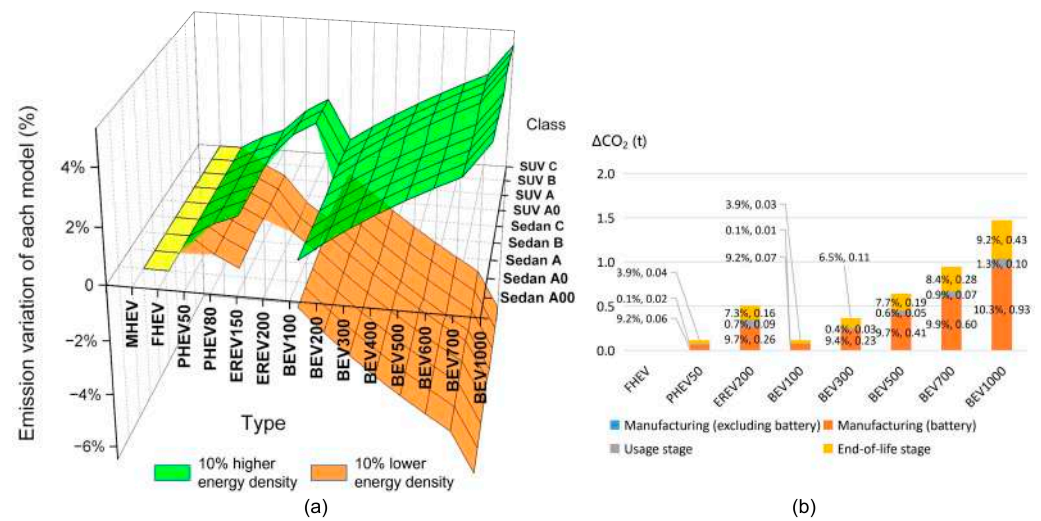 Emission variation of each model (%)
4%
2%
0
−2%
−4%
−6%
MHEV
FHEV
PHEV50
PHEV80
EREV150
EREV200
BEV100
BEV200
BEV300
BEV400
BEV500
BEV600
BEV700
BEV1000
Type
Class
SUV C
SUV B
SUV A
SUV A0
Sedan C
Sedan B
Sedan A
Sedan A0
Sedan A00
10% higher
energy density
10% lower
energy density
(a)
ΔCO₂ (t)
2.0
1.5
1.0
0.5
0.0
3.9%, 0.04
0.1%, 0.02
9.2%, 0.06
7.3%, 0.16
0.7%, 0.09
9.7%, 0.26
3.9%, 0.03
0.1%, 0.01
9.2%, 0.07
6.5%, 0.11
0.4%, 0.03
9.4%, 0.23
7.7%, 0.19
0.6%, 0.05
9.7%, 0.41
8.4%, 0.28
0.9%, 0.07
9.9%, 0.60
9.2%, 0.43
1.3%, 0.10
10.3%, 0.93
FHEV
PHEV50
EREV200
BEV100
BEV300
BEV500
BEV700
BEV1000
Manufacturing (excluding battery)
Manufacturing (battery)
Usage stage
End-of-life stage
(b)